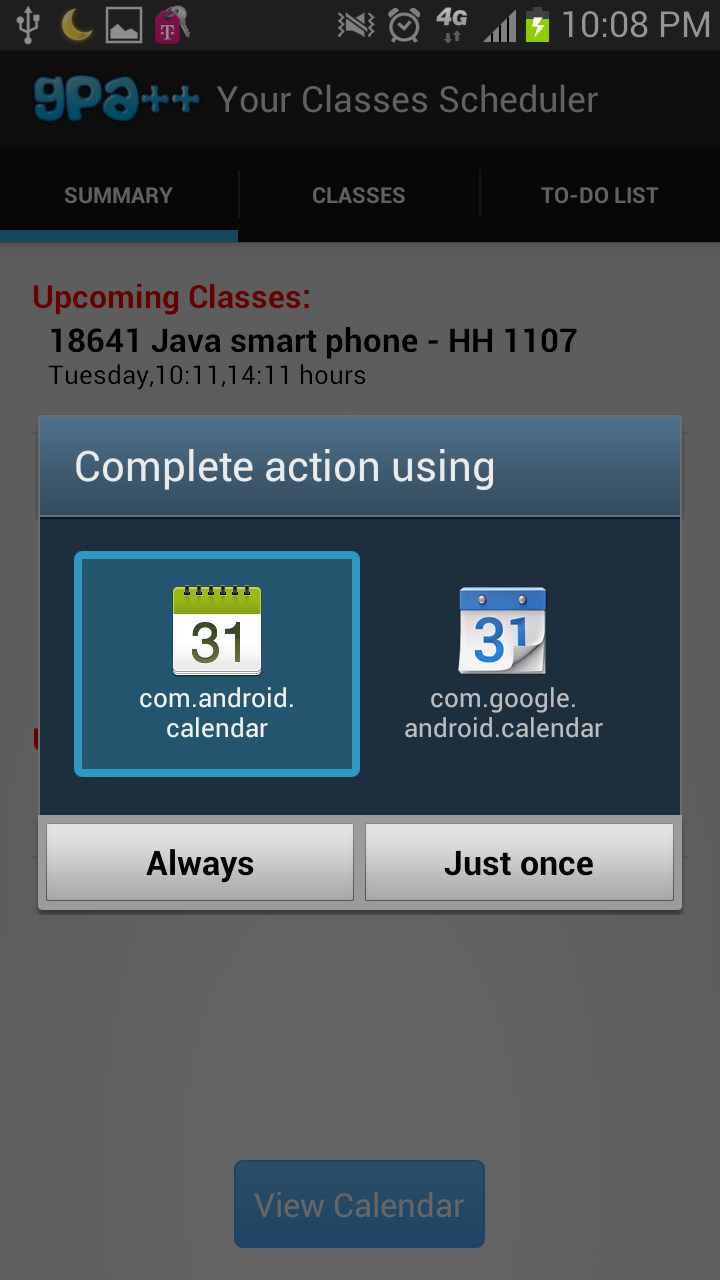 4G 10:08 PM
T
gpa++ Your Classes Scheduler
SUMMARY CLASSES TO-DO LIST
Upcoming Classes:
18641 Java smart phone - HH 1107
Tuesday,10:11,14:11 hours
Complete action using
31 31
com.android. com.google.
calendar android.calendar
Always Just once
View Calendar